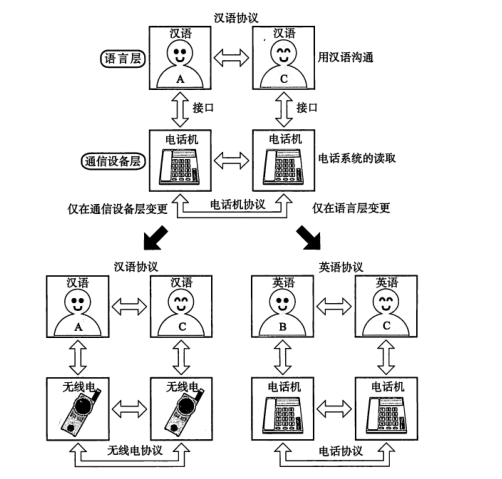 汉语协议
汉语 汉语
语言层 用汉语沟通
A C
接口 接口
电话机 电话机
通信设备层 电话系统的读取
仅在通信设备层变更 电话机协议 仅在语言层变更
汉语协议 英语协议
汉语 汉语 英语 英语
A C B C
无线电 无线电 电话机 电话机
无线电协议 电话协议